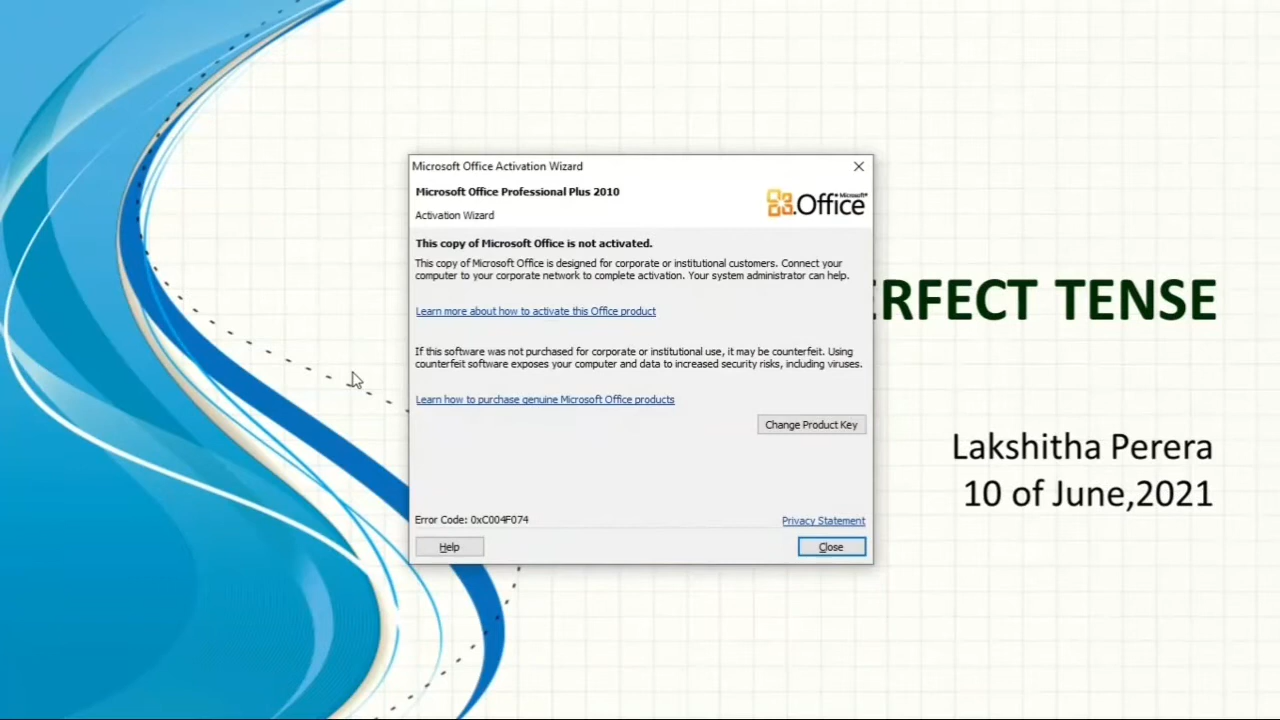 Microsoft Office Activation Wizard
Microsoft Office Professional Plus 2010
Activation Wizard
Microsoft®
Office
This copy of Microsoft Office is not activated.
This copy of Microsoft Office is designed for corporate or institutional customers. Connect your
computer to your corporate network to complete activation. Your system administrator can help.
Learn more about how to activate this Office product
If this software was not purchased for corporate or institutional use, it may be counterfeit. Using
counterfeit software exposes your computer and data to increased security risks, including viruses.
Learn how to purchase genuine Microsoft Office products
Change Product Key
Error Code: 0xC004F074
Privacy Statement
Help
Close
ERFECT TENSE
Lakshitha Perera
10 of June,2021